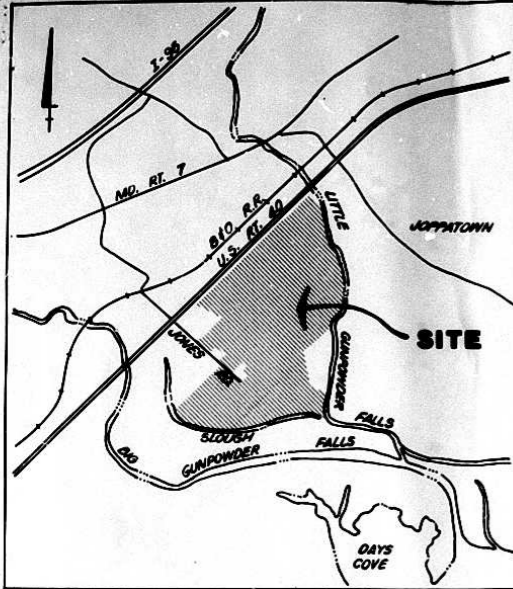 I-95
MD. RT. 7
B&O R.R.
U.S. RT. 40
LITTLE
GUNPOWDER
FALLS
JOPPATOWN
SITE
JONES
SLOUGH
BIG
GUNPOWDER
FALLS
DAYS
COVE